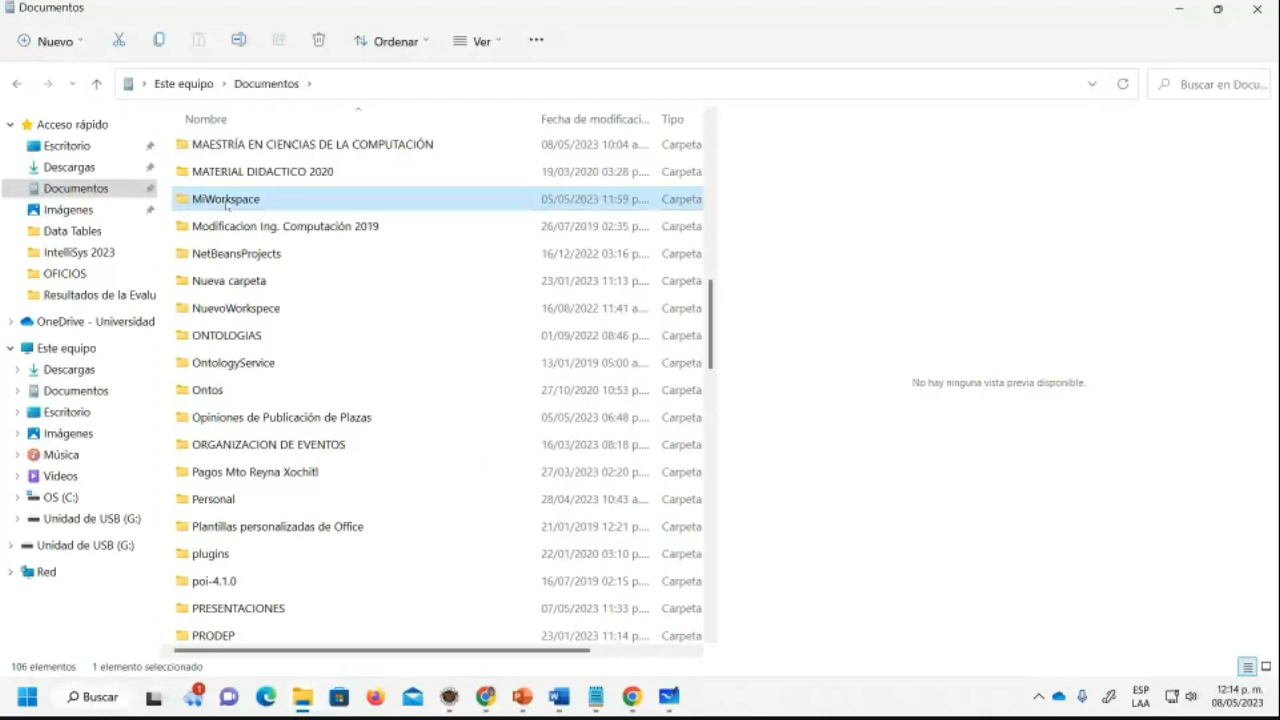 Documentos
Nuevo
Ordenar
Ver
Este equipo
Documentos
Buscar en Docu...
Nombre
Fecha de modificaci...
Tipo
Acceso rápido
Escritorio
Descargas
Documentos
Imágenes
Data Tables
IntelliSys 2023
OFICIOS
Resultados de la Evalu
OneDrive - Universidad
Este equipo
Descargas
Documentos
Escritorio
Imágenes
Música
Videos
OS (C:)
Unidad de USB (G:)
Unidad de USB (G:)
Red
MAESTRÍA EN CIENCIAS DE LA COMPUTACIÓN 08/05/2023 10:04 a.... Carpeta
MATERIAL DIDACTICO 2020 19/03/2020 03:28 p.... Carpeta
MiWorkspace 05/05/2023 11:59 p.... Carpeta
Modificacion Ing. Computación 2019 26/07/2019 02:35 p.... Carpeta
NetBeansProjects 16/12/2022 03:16 p.... Carpeta
Nueva carpeta 23/01/2023 11:13 p.... Carpeta
NuevoWorkspece 16/08/2022 11:41 a.... Carpeta
ONTOLOGIAS 01/09/2022 08:46 p.... Carpeta
OntologyService 13/01/2019 05:00 a.... Carpeta
Ontos 27/10/2020 10:53 p.... Carpeta
Opiniones de Publicación de Plazas 05/05/2023 06:48 p.... Carpeta
ORGANIZACION DE EVENTOS 16/03/2023 08:18 p.... Carpeta
Pagos Mto Reyna Xochitl 27/03/2023 02:20 p.... Carpeta
Personal 28/04/2023 10:43 a.... Carpeta
Plantillas personalizadas de Office 21/01/2019 12:21 p.... Carpeta
plugins 22/01/2020 03:10 p.... Carpeta
poi-4.1.0 16/07/2019 02:15 p.... Carpeta
PRESENTACIONES 07/05/2023 11:33 p.... Carpeta
PRODEP 23/01/2023 11:14 p.... Carpeta
No hay ninguna vista previa disponible.
106 elementos 1 elemento seleccionado
Buscar
1
ESP
LAA
12:14 p. m.
08/05/2023